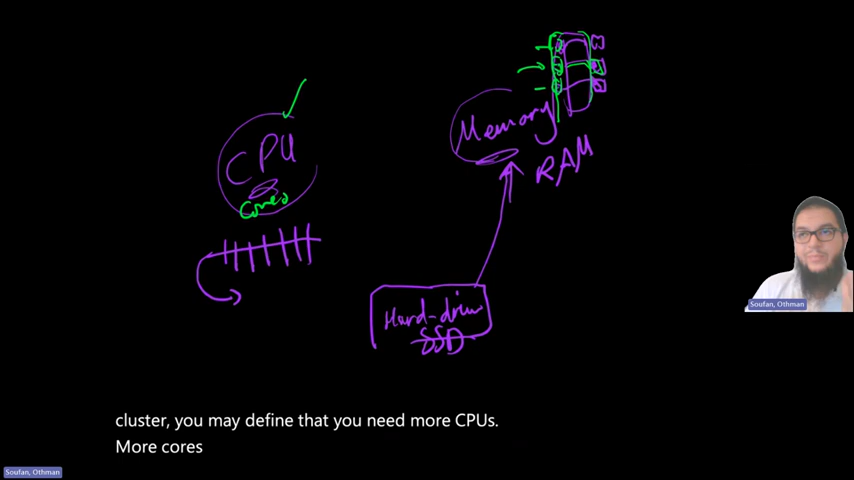 CPU
Cores
Memory
RAM
Hard-drive
SSD
Soufan, Othman
cluster, you may define that you need more CPUs.
More cores
Soufan, Othman